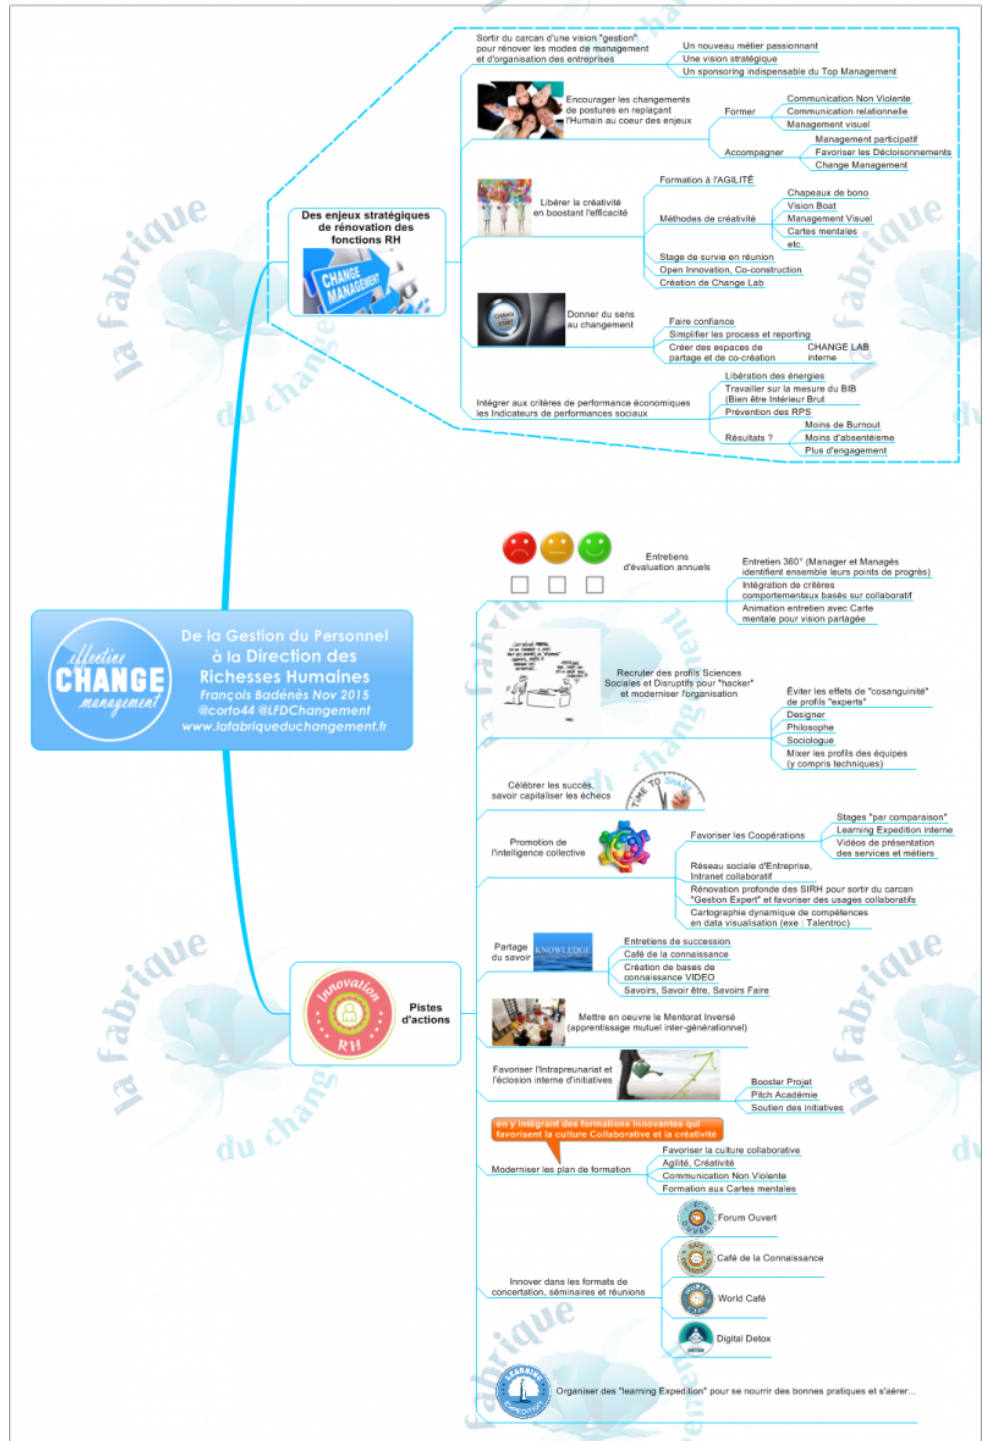 Sortir du carcan d'une vision "gestion"
pour rénover les modes de management
et d'organisation des entreprises
Un nouveau métier passionnant
Une vision stratégique
Un sponsoring indispensable du Top Management
Encourager les changements
de postures en replaçant
l'Humain au coeur des enjeux
Former
Communication Non Violente
Communication relationnelle
Management visuel
Accompagner
Management participatif
Favoriser les Décloisonnements
Change Management
Libérer la créativité
en boostant l'efficacité
Formation à l'AGILITÉ
Méthodes de créativité
Chapeaux de bono
Vision Boat
Management Visuel
Cartes mentales
etc.
Stage de survie en réunion
Open Innovation, Co-construction
Création de Change Lab
Des enjeux stratégiques
de rénovation des
fonctions RH
CHANGE
MANAGEMENT
CHANGE
START
Donner du sens
au changement
Faire confiance
Simplifier les process et reporting
Créer des espaces de
partage et de co-création
CHANGE LAB
interne
Intégrer aux critères de performance économiques
les Indicateurs de performances sociaux
Libération des énergies
Travailler sur la mesure du BIB
(Bien être Intérieur Brut
Prévention des RPS
Résultats ?
Moins de Burnout
Moins d'absentéisme
Plus d'engagement
effective
CHANGE
management
De la Gestion du Personnel
à la Direction des
Richesses Humaines
François Badénès Nov 2015
@corto44 @LFDChangement
www.lafabriqueduchangement.fr
Entretiens
d'évaluation annuels
Entretien 360° (Manager et Managés
identifient ensemble leurs points de progrès)
Intégration de critères
comportementaux basés sur collaboratif
Animation entretien avec Carte
mentale pour vision partagée
Recruter des profils Sciences
Sociales et Disruptifs pour "hacker"
et moderniser l'organisation
Éviter les effets de "cosanguinité"
de profils "experts"
Designer
Philosophe
Sociologue
Mixer les profils des équipes
(y compris techniques)
Célébrer les succès,
savoir capitaliser les échecs
TIME TO SHARE
Promotion de
l'intelligence collective
Favoriser les Coopérations
Stages "par comparaison"
Learning Expedition interne
Vidéos de présentation
des services et métiers
Réseau sociale d'Entreprise,
Intranet collaboratif
Rénovation profonde des SIRH pour sortir du carcan
"Gestion Expert" et favoriser des usages collaboratifs
Cartographie dynamique de compétences
en data visualisation (exe : Talentroc)
Partage
du savoir
KNOWLEDGE
Entretiens de succession
Café de la connaissance
Création de bases de
connaissance VIDEO
Savoirs, Savoir être, Savoirs Faire
Innovation
RH
Pistes
d'actions
Mettre en oeuvre le Mentorat Inversé
(apprentissage mutuel inter-générationnel)
Favoriser l'Intrapreunariat et
l'éclosion interne d'initiatives
Booster Projet
Pitch Académie
Soutien des initiatives
en y intégrant des formations innovantes qui
favorisent la culture Collaborative et la créativité
Moderniser les plan de formation
Favoriser la culture collaborative
Agilité, Créativité
Communication Non Violente
Formation aux Cartes mentales
Innover dans les formats de
concertation, séminaires et réunions
Forum Ouvert
Café de la Connaissance
World Café
Digital Detox
LEARNING
EXPEDITION
Organiser des "learning Expedition" pour se nourrir des bonnes pratiques et s'aérer...
la fabrique
du changement